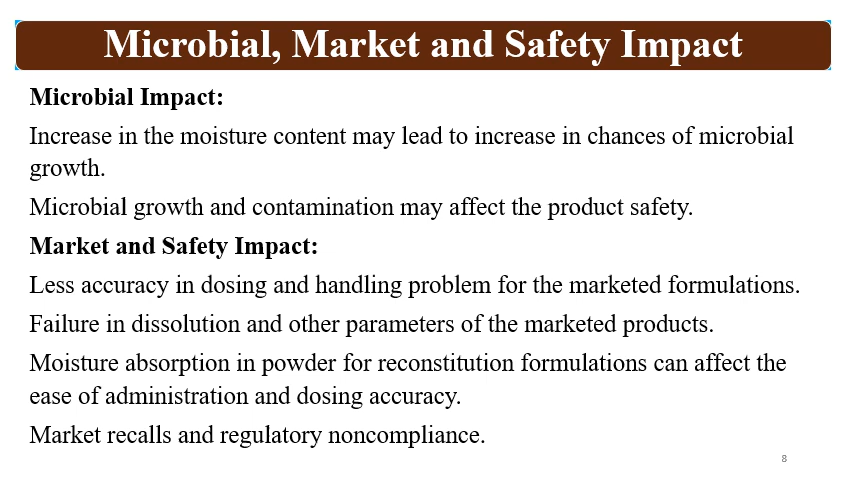 Microbial, Market and Safety Impact
Microbial Impact:
Increase in the moisture content may lead to increase in chances of microbial
growth.
Microbial growth and contamination may affect the product safety.
Market and Safety Impact:
Less accuracy in dosing and handling problem for the marketed formulations.
Failure in dissolution and other parameters of the marketed products.
Moisture absorption in powder for reconstitution formulations can affect the
ease of administration and dosing accuracy.
Market recalls and regulatory noncompliance.
8